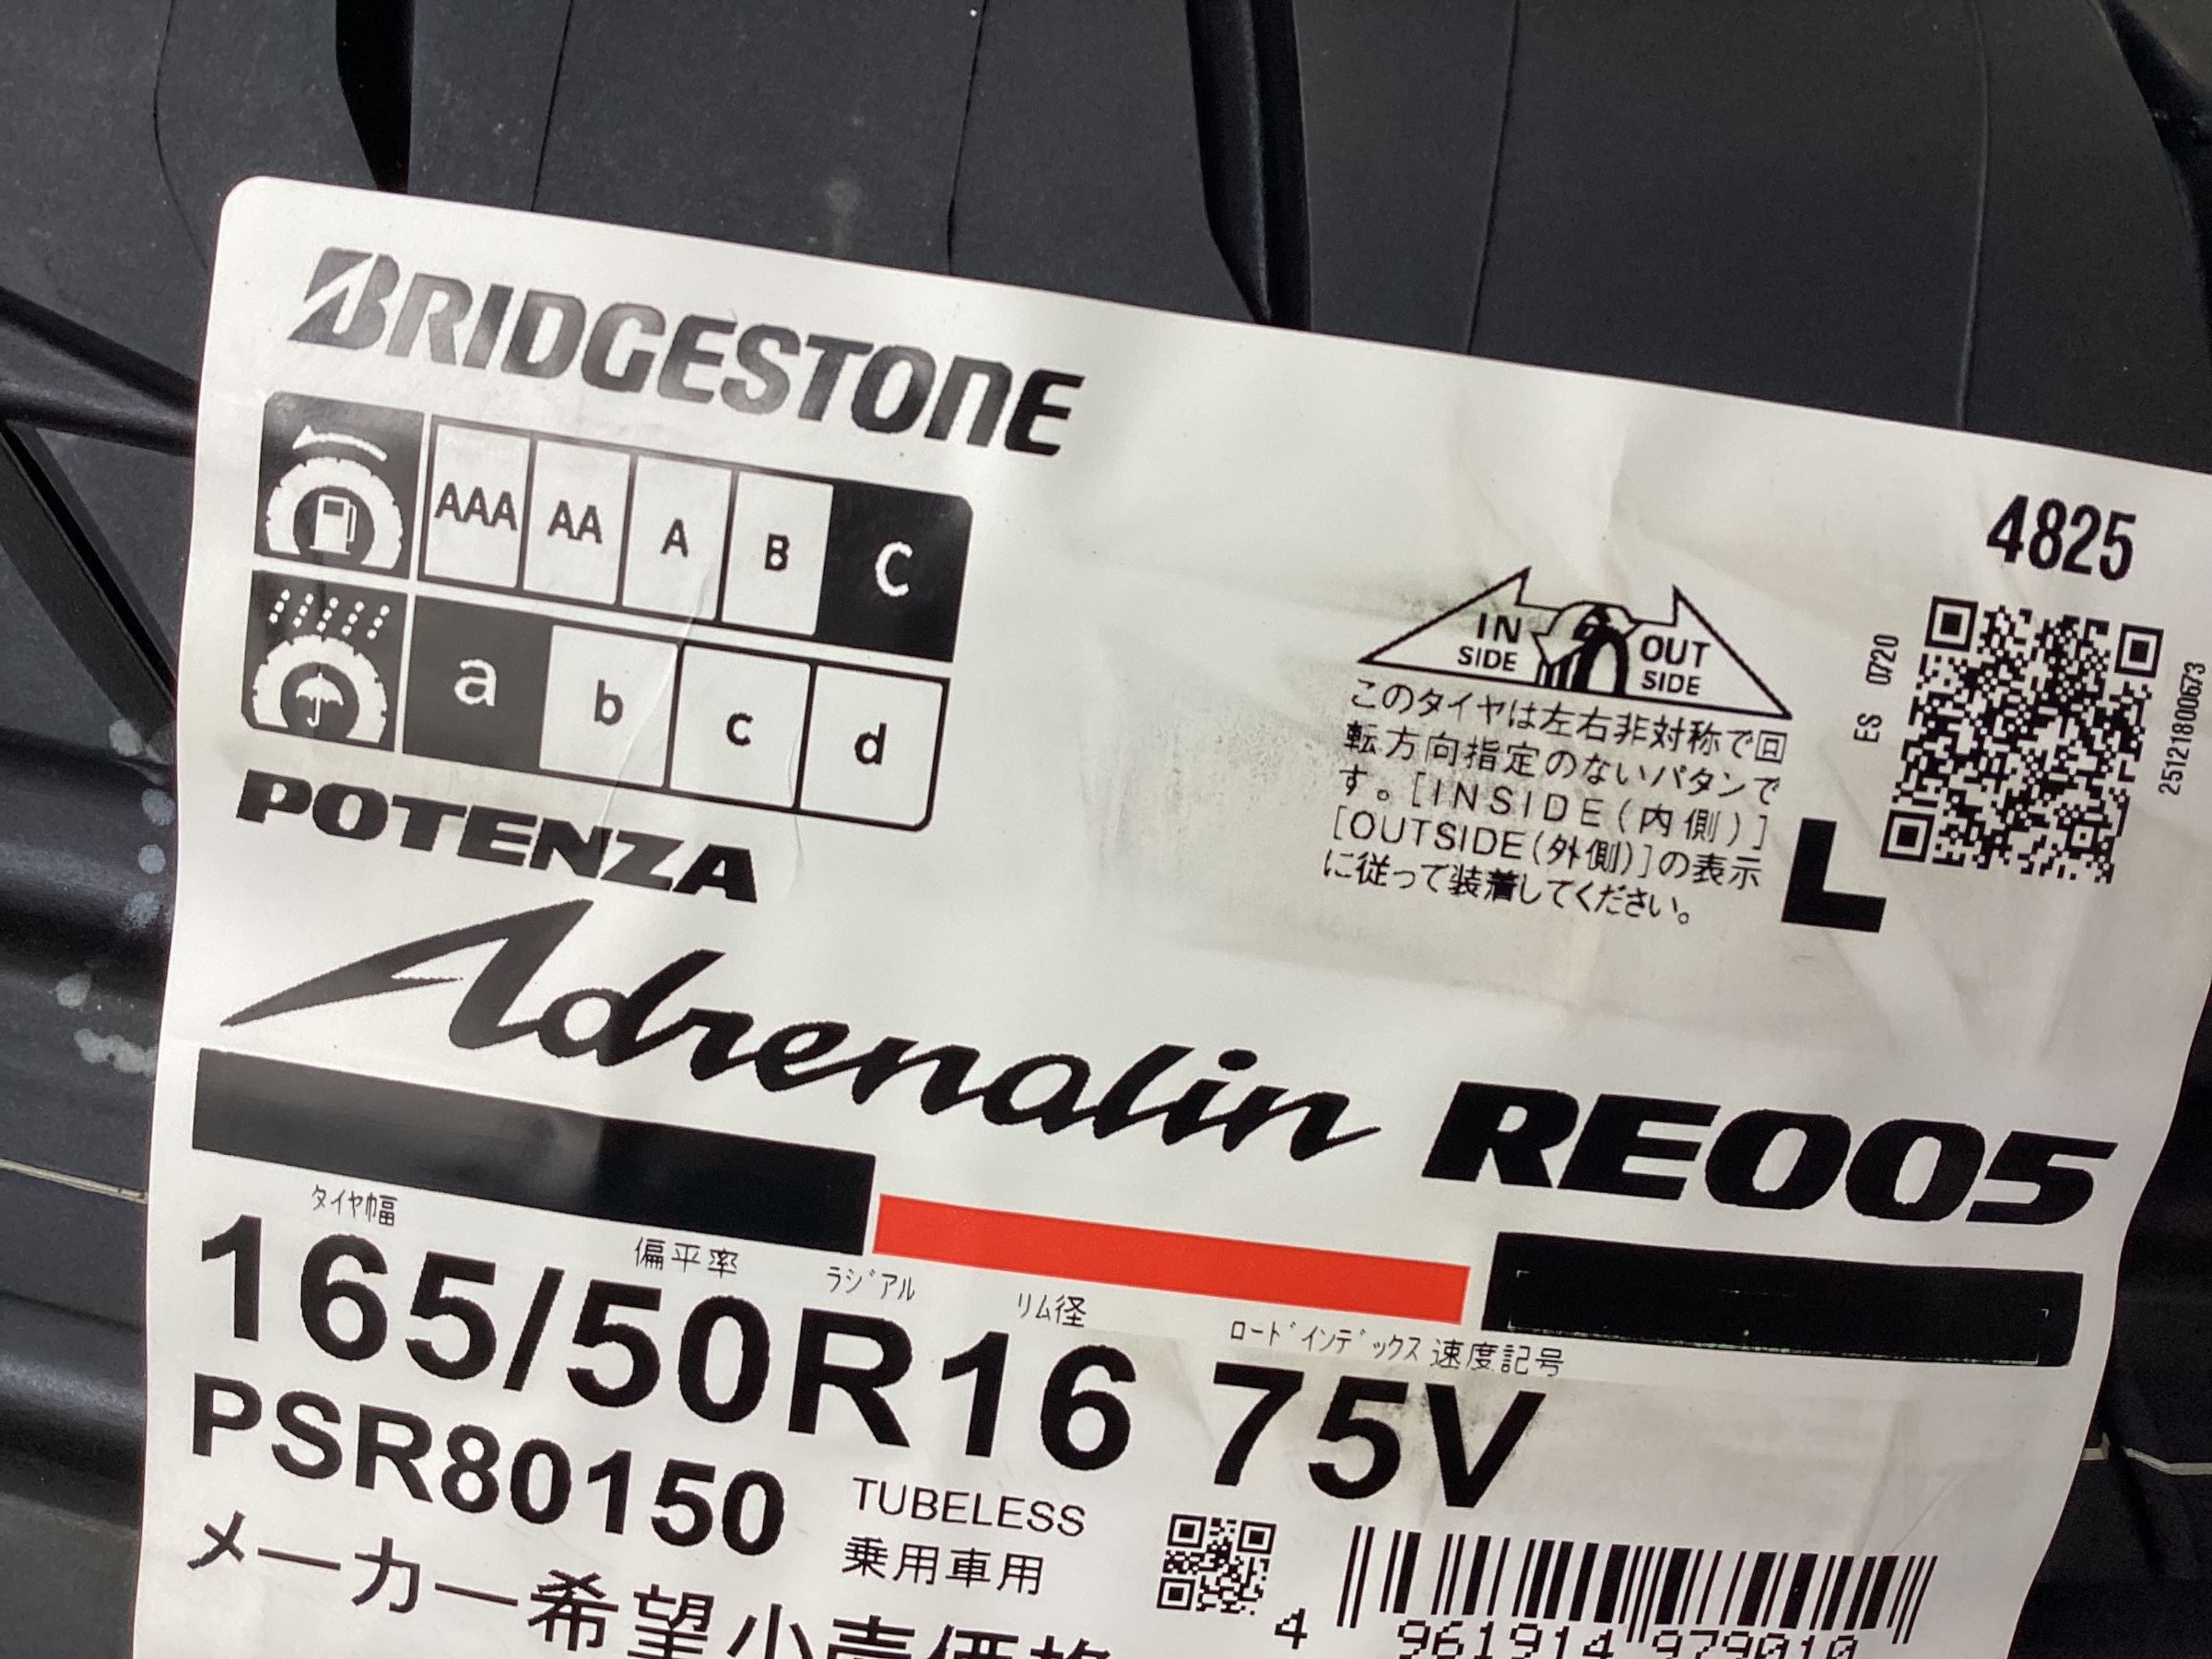 BRIDGESTONE
4825
AAA AA A B C
a b c d
IN SIDE
OUT SIDE
このタイヤは左右非対称で回
転方向指定のないパタンで
す。[INSIDE(内側)]
[OUTSIDE(外側)]の表示
に従って装着してください。
L
ES 0720
25121800673
POTENZA
Adrenalin RE005
タイヤ幅 偏平率 ラジアル リム径 ロードインデックス 速度記号
165/50R16 75V
PSR80150
TUBELESS
乗用車用
メーカー希望小売価格
4 961914 979010